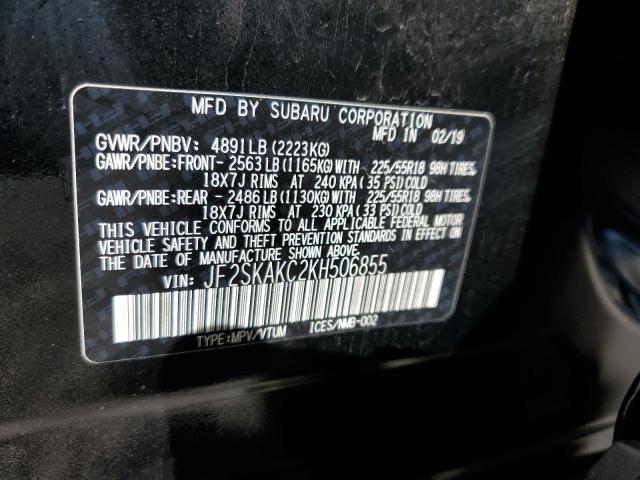 MFD BY SUBARU CORPORATION
MFD IN 02/19
GVWR/PNBV: 4891LB(2223KG)
GAWR/PNBE:FRONT- 2563LB(1165KG)WITH 225/55R18 98H TIRES,
18X7J RIMS AT 240 KPA(35 PSI)COLD
GAWR/PNBE:REAR - 2486LB(1130KG)WITH 225/55R18 98H TIRES,
18X7J RIMS AT 230 KPA(33 PSI)COLD
THIS VEHICLE CONFORMS TO ALL APPLICABLE FEDERAL MOTOR
VEHICLE SAFETY AND THEFT PREVENTION STANDARDS IN EFFECT ON
THE DATE OF MANUFACTURE SHOWN ABOVE.
VIN: JF2SKAKC2KH506855
TYPE:MPV/VTUM ICES/NMB-002